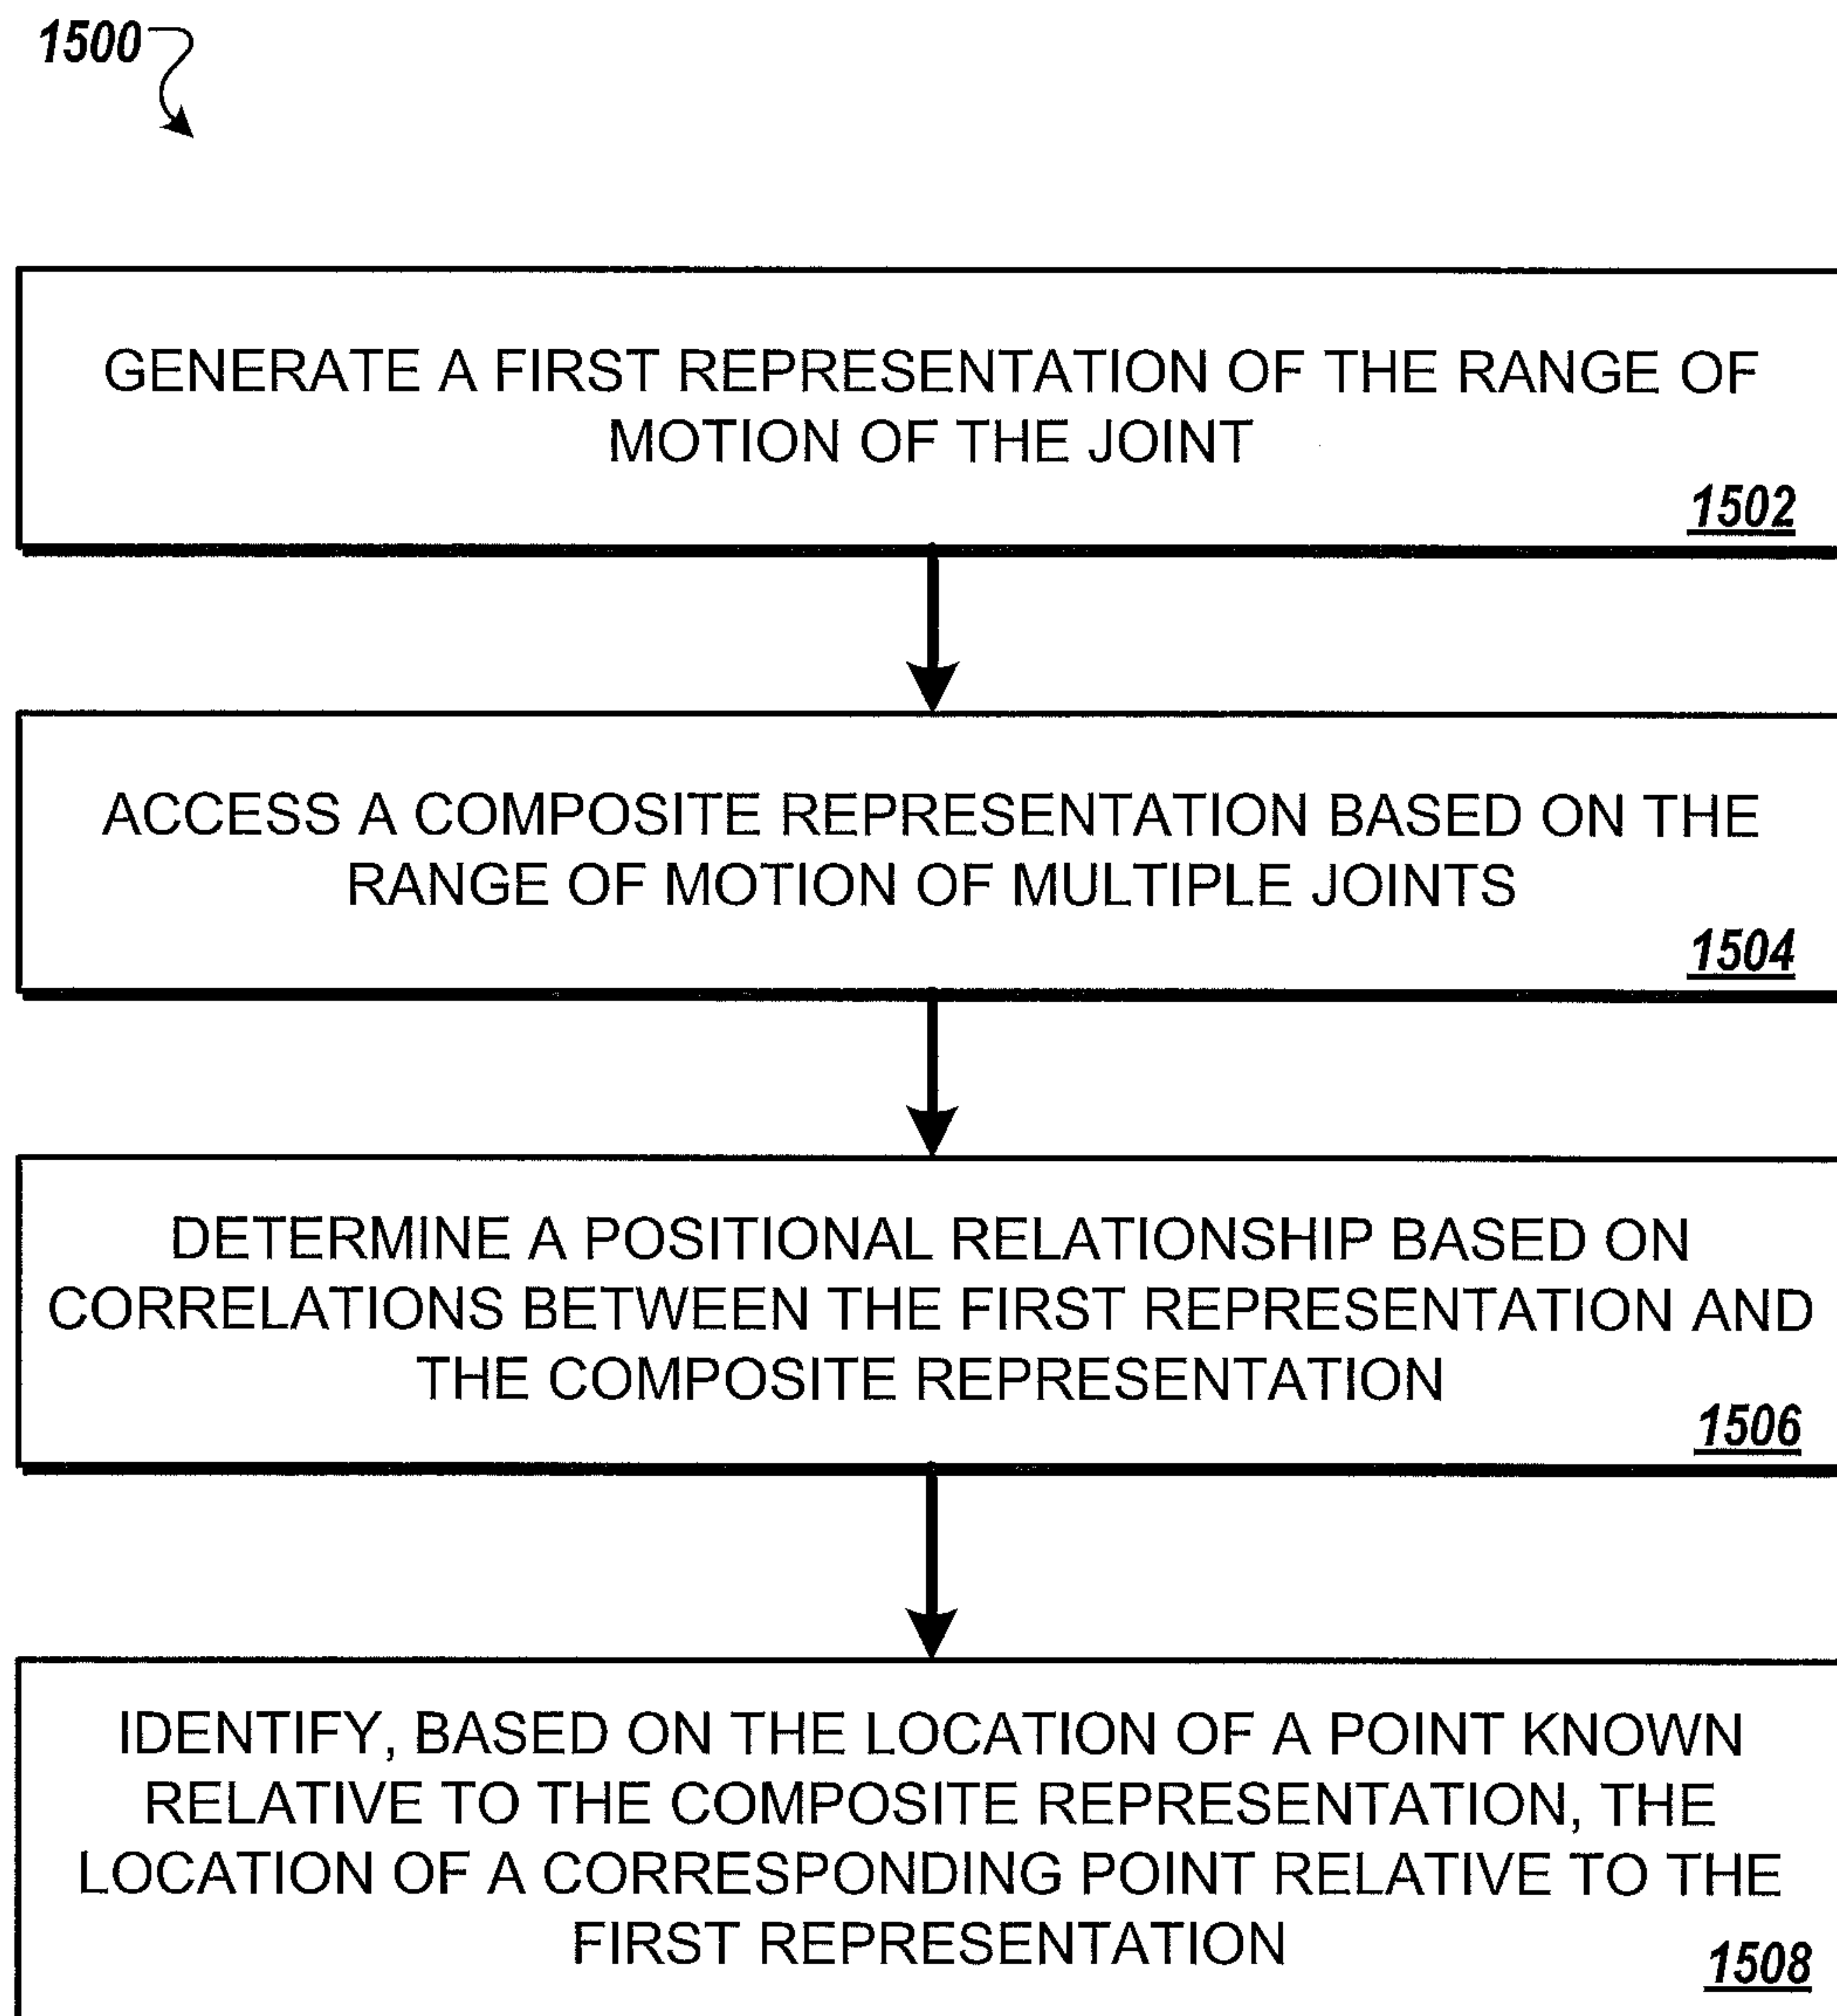 1500
GENERATE A FIRST REPRESENTATION OF THE RANGE OF
MOTION OF THE JOINT
1502
ACCESS A COMPOSITE REPRESENTATION BASED ON THE
RANGE OF MOTION OF MULTIPLE JOINTS
1504
DETERMINE A POSITIONAL RELATIONSHIP BASED ON
CORRELATIONS BETWEEN THE FIRST REPRESENTATION AND
THE COMPOSITE REPRESENTATION
1506
IDENTIFY, BASED ON THE LOCATION OF A POINT KNOWN
RELATIVE TO THE COMPOSITE REPRESENTATION, THE
LOCATION OF A CORRESPONDING POINT RELATIVE TO THE
FIRST REPRESENTATION
1508